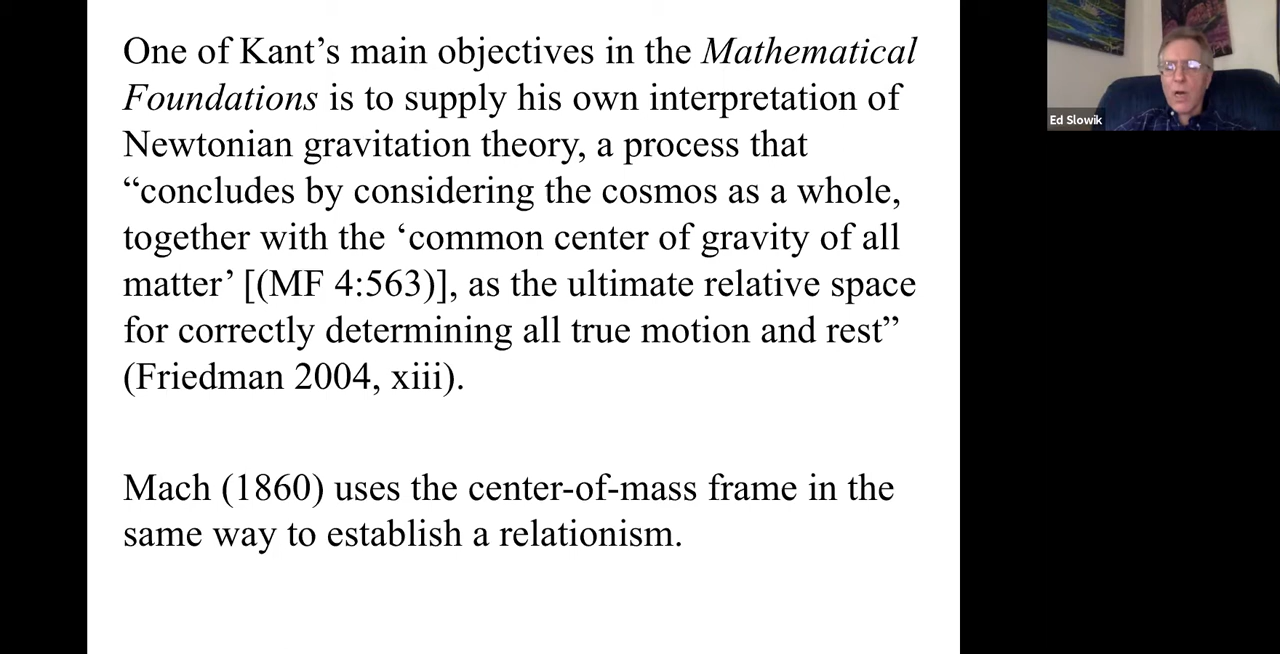 One of Kant’s main objectives in the Mathematical
Foundations is to supply his own interpretation of
Newtonian gravitation theory, a process that
“concludes by considering the cosmos as a whole,
together with the ‘common center of gravity of all
matter’ [(MF 4:563)], as the ultimate relative space
for correctly determining all true motion and rest”
(Friedman 2004, xiii).
Mach (1860) uses the center-of-mass frame in the
same way to establish a relationism.
Ed Slowik